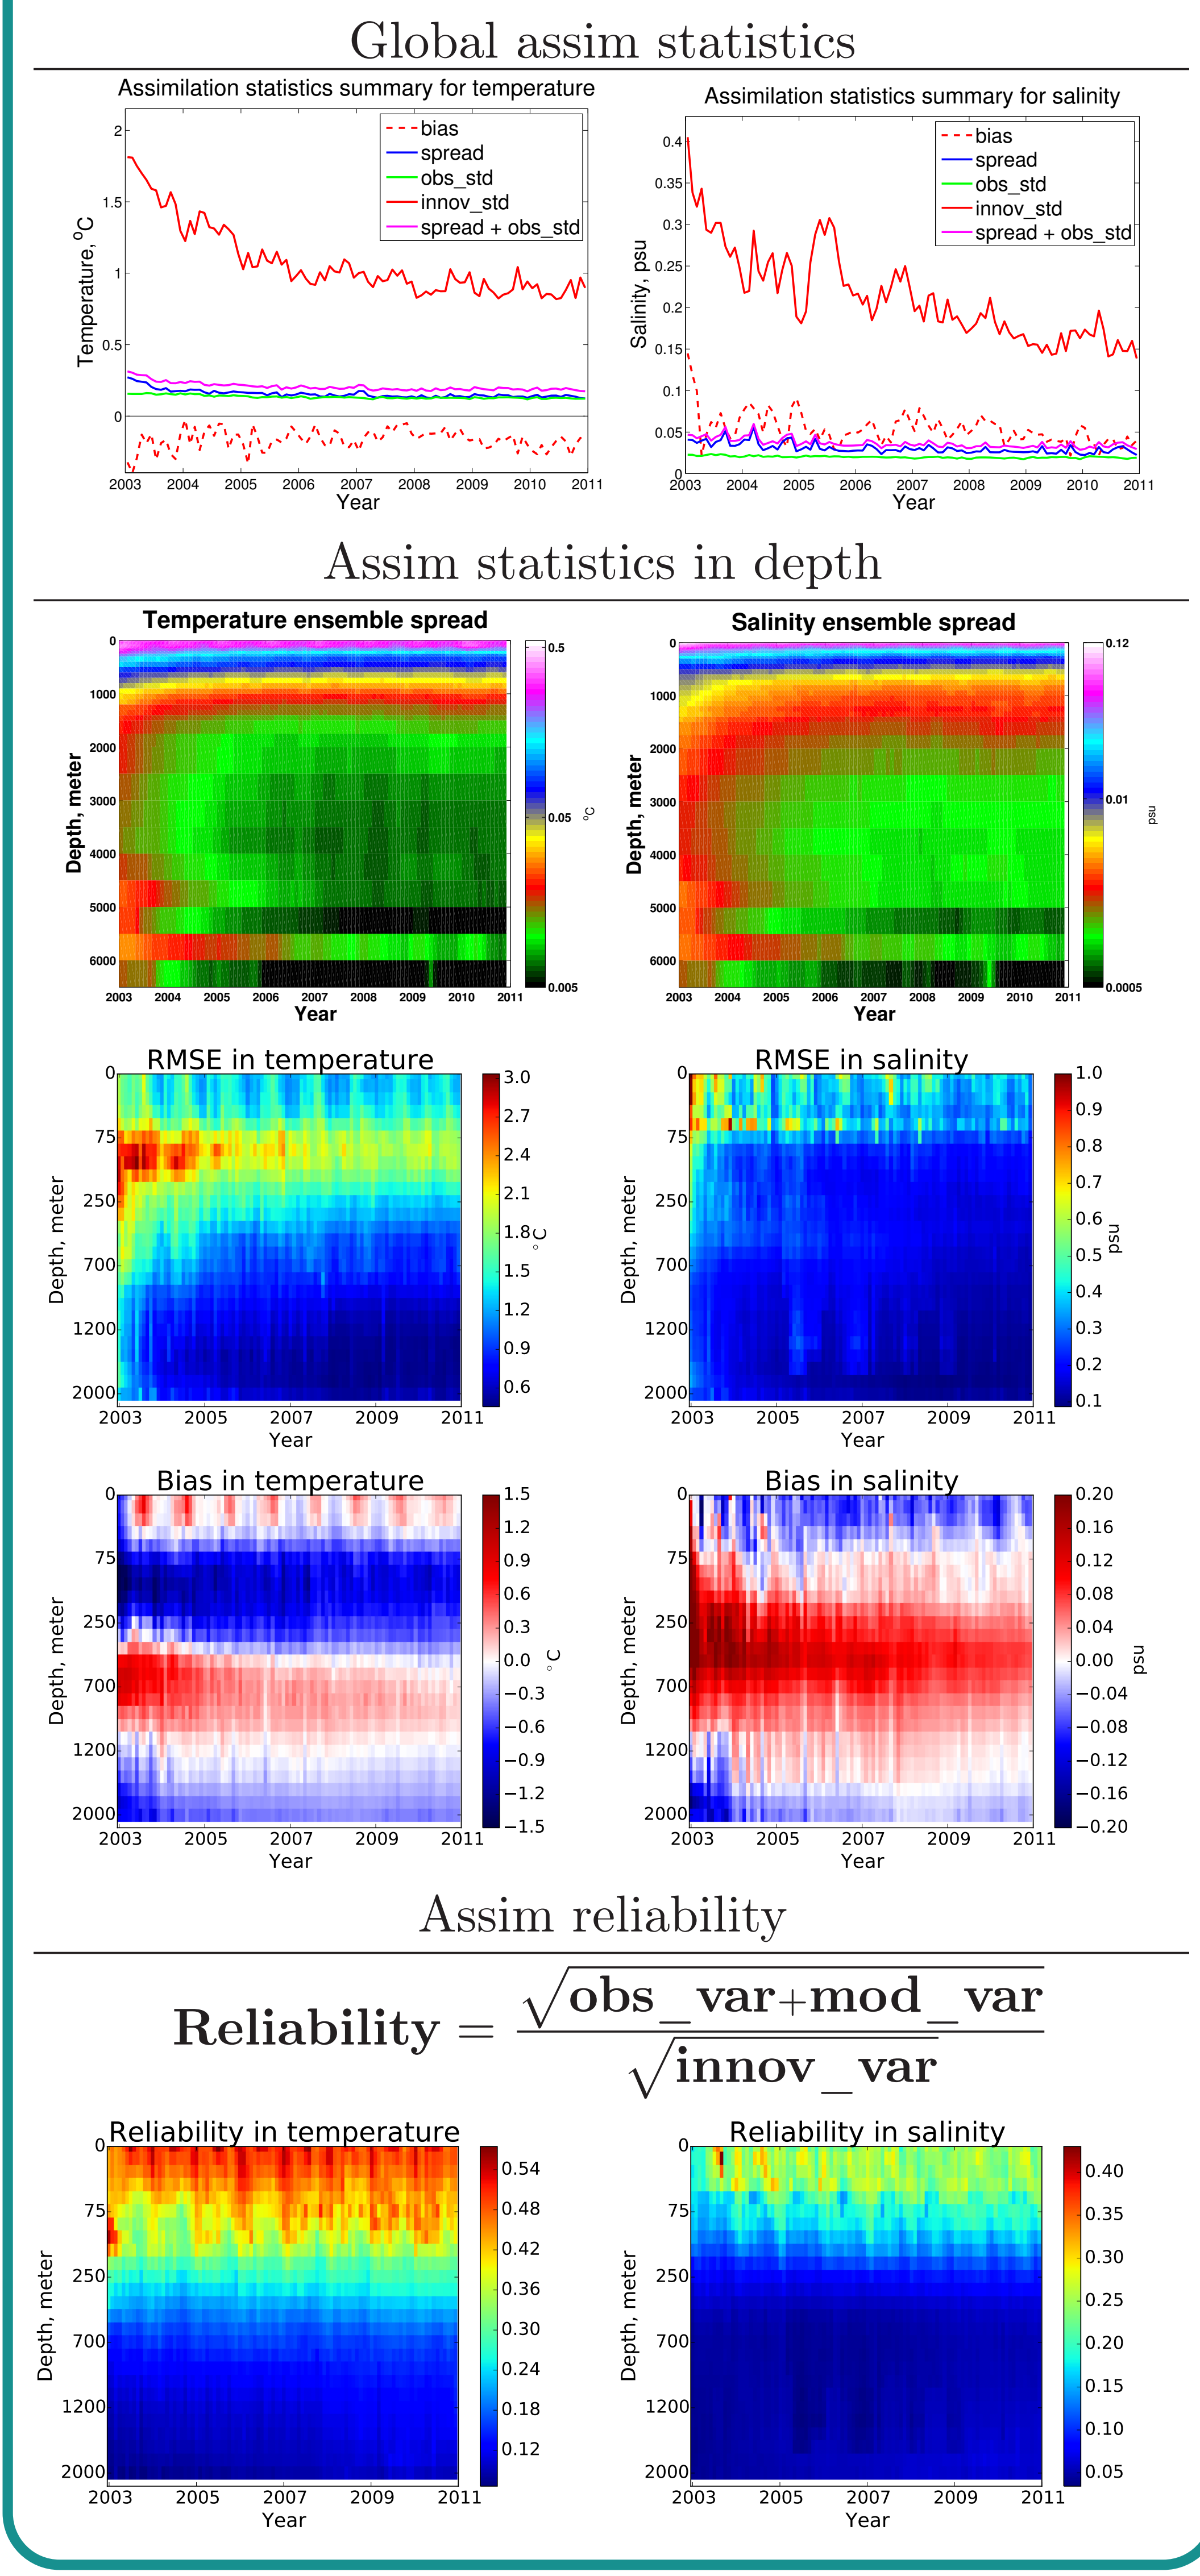 Global assim statistics
Assimilation statistics summary for temperature
2
1.5
1
0.5
0
Temperature, °C
bias
spread
obs_std
innov_std
spread + obs_std
2003 2004 2005 2006 2007 2008 2009 2010 2011
Year
Assimilation statistics summary for salinity
0.4
0.35
0.3
0.25
0.2
0.15
0.1
0.05
0
Salinity, psu
bias
spread
obs_std
innov_std
spread + obs_std
2003 2004 2005 2006 2007 2008 2009 2010 2011
Year
Assim statistics in depth
Temperature ensemble spread
0
1000
2000
3000
4000
5000
6000
Depth, meter
2003 2004 2005 2006 2007 2008 2009 2010 2011
Year
0.5
0.05
0.005
°C
Salinity ensemble spread
0
1000
2000
3000
4000
5000
6000
Depth, meter
2003 2004 2005 2006 2007 2008 2009 2010 2011
Year
0.12
0.01
0.0005
psu
RMSE in temperature
0
75
250
700
1200
2000
Depth, meter
2003 2005 2007 2009 2011
Year
3.0
2.7
2.4
2.1
1.8
1.5
1.2
0.9
0.6
°C
RMSE in salinity
0
75
250
700
1200
2000
Depth, meter
2003 2005 2007 2009 2011
Year
1.0
0.9
0.8
0.7
0.6
0.5
0.4
0.3
0.2
0.1
psu
Bias in temperature
0
75
250
700
1200
2000
Depth, meter
2003 2005 2007 2009 2011
Year
1.5
1.2
0.9
0.6
0.3
0.0
−0.3
−0.6
−0.9
−1.2
−1.5
°C
Bias in salinity
0
75
250
700
1200
2000
Depth, meter
2003 2005 2007 2009 2011
Year
0.20
0.16
0.12
0.08
0.04
0.00
−0.04
−0.08
−0.12
−0.16
−0.20
psu
Assim reliability
Reliability = √obs_var+mod_var
√innov_var
Reliability in temperature
0
75
250
700
1200
2000
Depth, meter
2003 2005 2007 2009 2011
Year
0.54
0.48
0.42
0.36
0.30
0.24
0.18
0.12
Reliability in salinity
0
75
250
700
1200
2000
Depth, meter
2003 2005 2007 2009 2011
Year
0.40
0.35
0.30
0.25
0.20
0.15
0.10
0.05